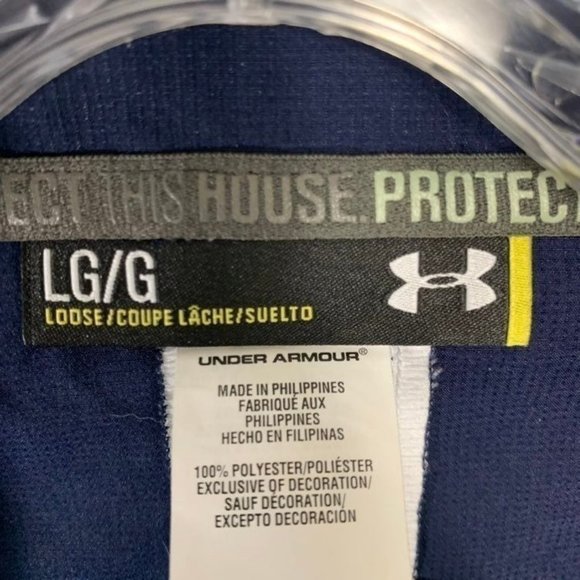 ECT THIS HOUSE. PROTEC
LG/G
LOOSE/COUPE LÂCHE/SUELTO
UNDER ARMOUR®
MADE IN PHILIPPINES
FABRIQUÉ AUX
PHILIPPINES
HECHO EN FILIPINAS
100% POLYESTER/POLIÉSTER
EXCLUSIVE OF DECORATION/
SAUF DÉCORATION/
EXCEPTO DECORACIÓN